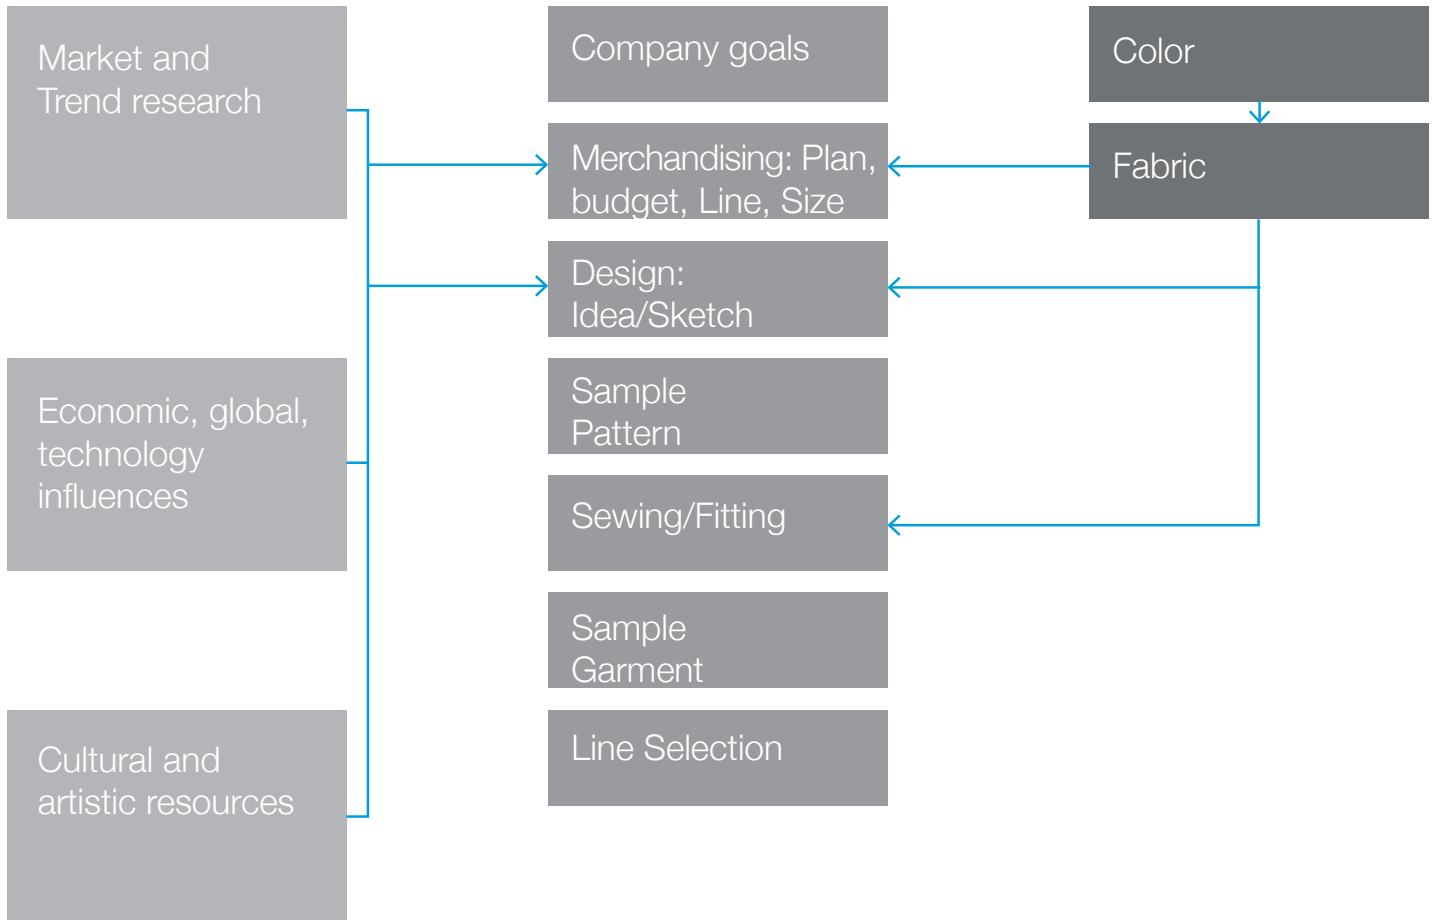 Market and
Trend research
Economic, global,
technology
influences
Cultural and
artistic resources
Company goals
Merchandising: Plan,
budget, Line, Size
Design:
Idea/Sketch
Sample
Pattern
Sewing/Fitting
Sample
Garment
Line Selection
Color
Fabric